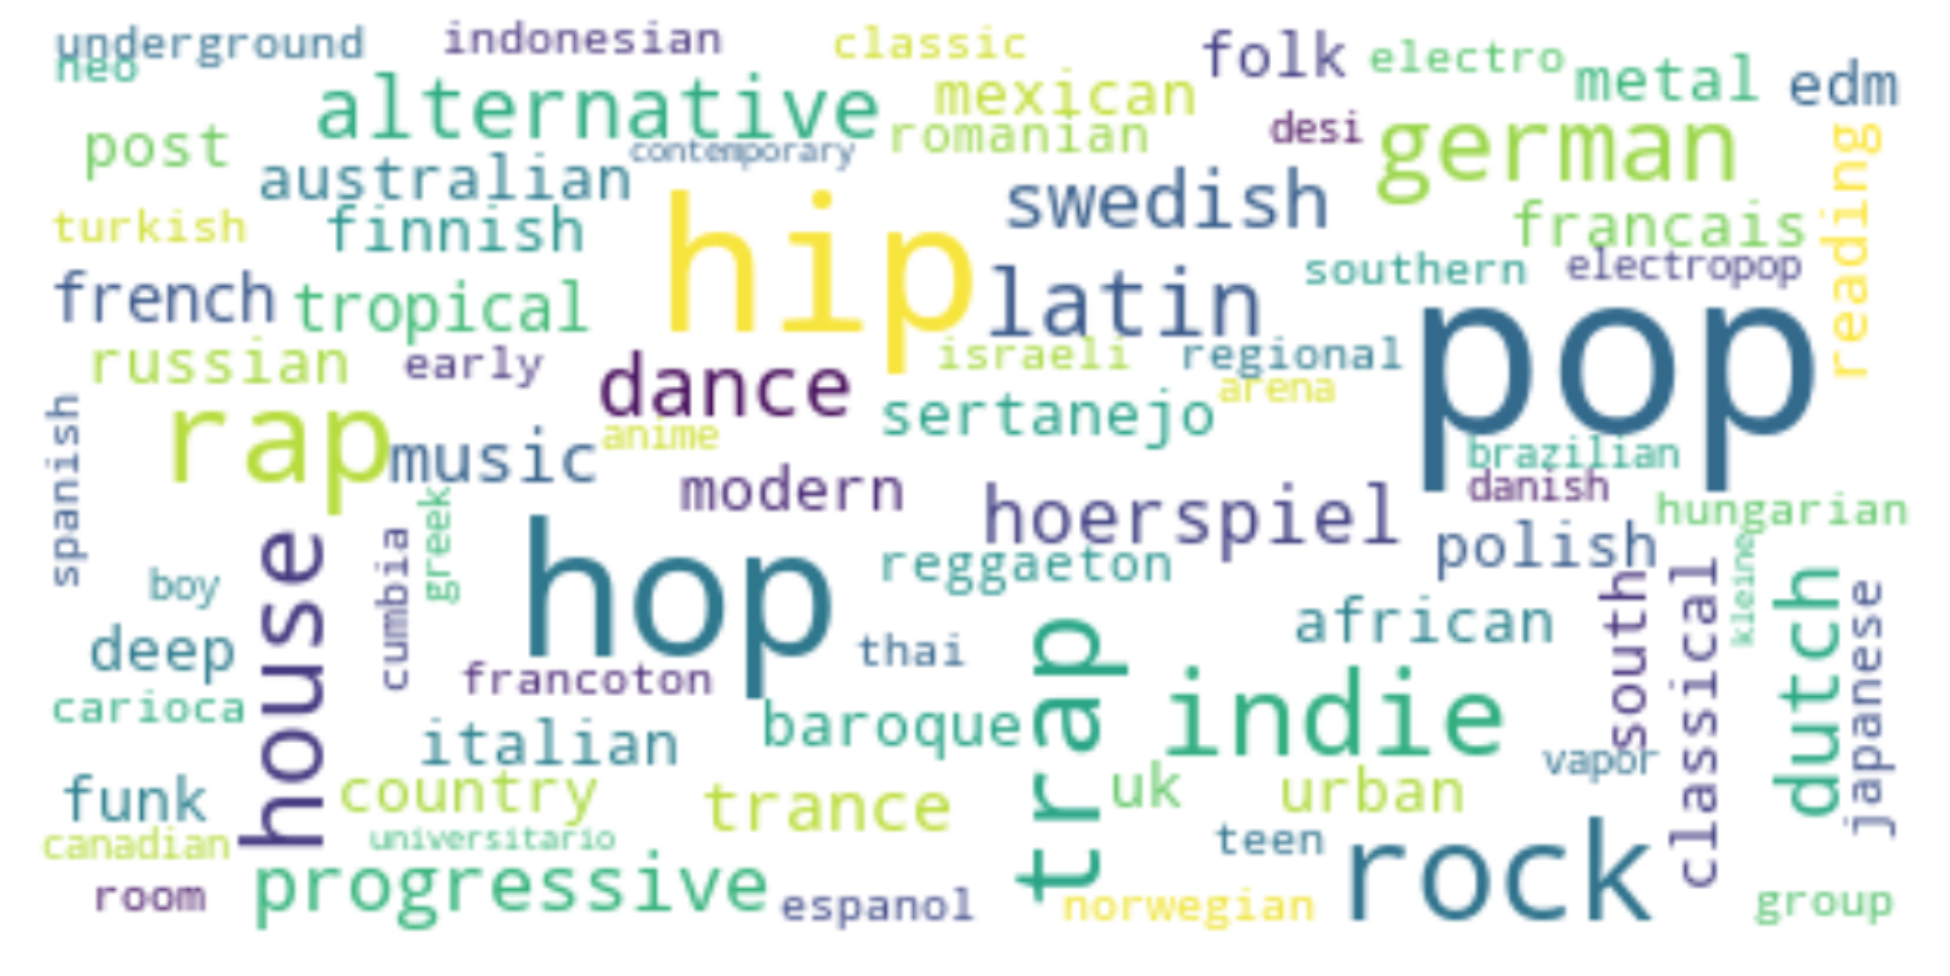 underground
neo
indonesian
classic
folk
electro
metal
edm
alternative
mexican
post
contemporary
romanian
desi
german
reading
australian
swedish
turkish
finnish
hip
francais
french
tropical
latin
southern
electropop
pop
russian
early
dance
israeli
regional
arena
spanish
rap
music
anime
sertanejo
brazilian
danish
modern
hoerspiel
hungarian
greek
house
cumbia
hop
reggaeton
polish
kleine
boy
south
classical
dutch
japanese
deep
thai
trap
african
francoton
carioca
italian
baroque
indie
vapor
funk
country
trance
uk
urban
canadian
universitario
teen
rock
room
progressive
espanol
norwegian
group